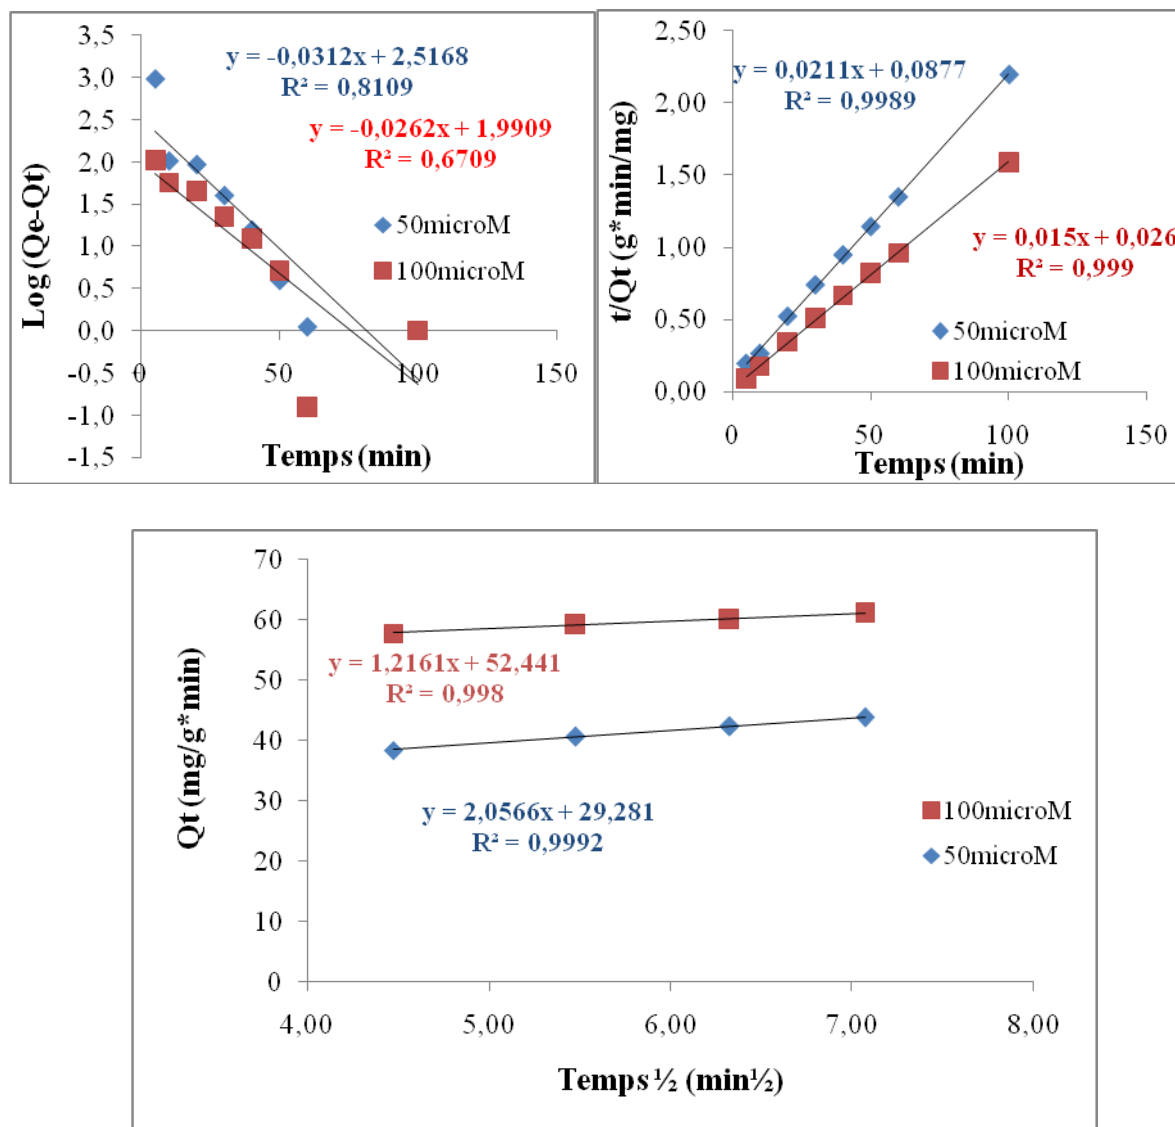 3,5
3,0
2,5
2,0
1,5
1,0
0,5
0,0
-0,5
-1,0
-1,5
Log (Qe-Qt)
y = -0,0312x + 2,5168
R² = 0,8109
y = -0,0262x + 1,9909
R² = 0,6709
50microM
100microM
0 50 100 150
Temps (min)
2,50
2,00
1,50
1,00
0,50
0,00
t/Qt (g*min/mg)
y = 0,0211x + 0,0877
R² = 0,9989
y = 0,015x + 0,026
R² = 0,999
50microM
100microM
0 50 100 150
Temps (min)
70
60
50
40
30
20
10
0
Qt (mg/g*min)
y = 1,2161x + 52,441
R² = 0,998
y = 2,0566x + 29,281
R² = 0,9992
100microM
50microM
4,00 5,00 6,00 7,00 8,00
Temps ½ (min½)